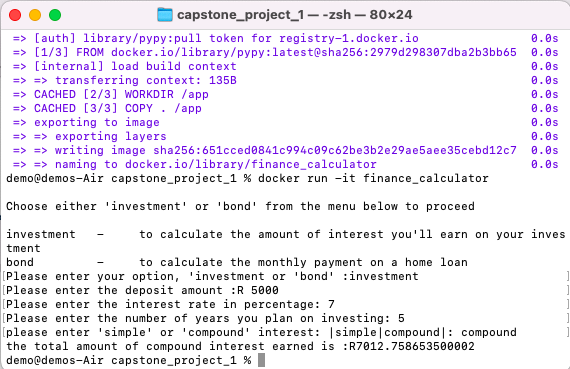 capstone_project_1 — -zsh — 80×24
=> [auth] library/pypy:pull token for registry-1.docker.io 0.0s
=> [1/3] FROM docker.io/library/pypy:latest@sha256:2979d298307dba2b3bb65 0.0s
=> [internal] load build context 0.0s
=> => transferring context: 135B 0.0s
=> CACHED [2/3] WORKDIR /app 0.0s
=> CACHED [3/3] COPY . /app 0.0s
=> exporting to image 0.0s
=> => exporting layers 0.0s
=> => writing image sha256:651cced0841c994c09c62be3b2e29ae5aee35cebd12c7 0.0s
=> => naming to docker.io/library/finance_calculator 0.0s
demo@demos-Air capstone_project_1 % docker run -it finance_calculator
Choose either 'investment' or 'bond' from the menu below to proceed
investment - to calculate the amount of interest you'll earn on your inves
tment
bond - to calculate the monthly payment on a home loan
[Please enter your option, 'investment or 'bond' :investment ]
[Please enter the deposit amount :R 5000 ]
[Please enter the interest rate in percentage: 7 ]
[Please enter the number of years you plan on investing: 5 ]
[please enter 'simple' or 'compound' interest: |simple|compound|: compound ]
the total amount of compound interest earned is :R7012.758653500002
demo@demos-Air capstone_project_1 %